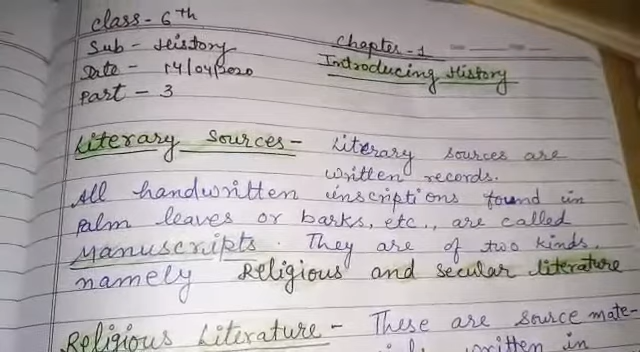 Class - 6th
Sub - History
Date - 14/04/2020
Part - 3
Chapter - 1
Introducing History
Literary Sources - Literary sources are
written records.
All handwritten inscriptions found in
palm leaves or barks, etc., are called
Manuscripts. They are of two kinds,
namely Religious and secular literature
Religious Literature - These are source mate-
written in